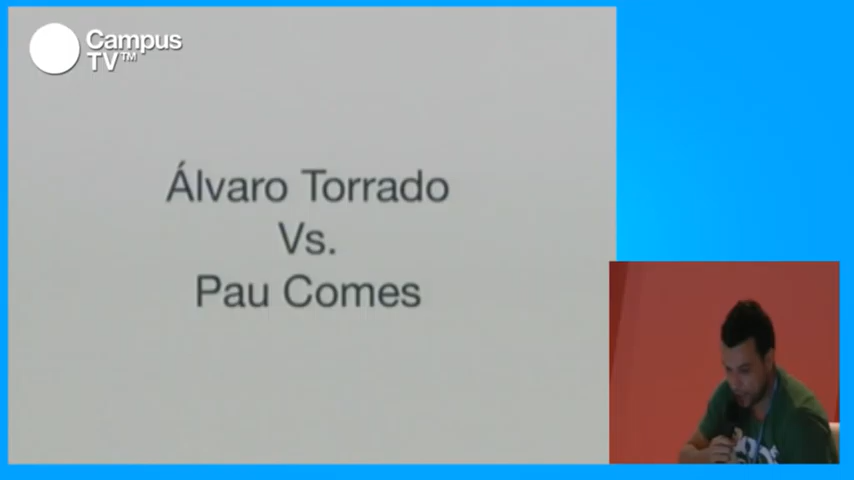 Campus
TV™
Álvaro Torrado
Vs.
Pau Comes